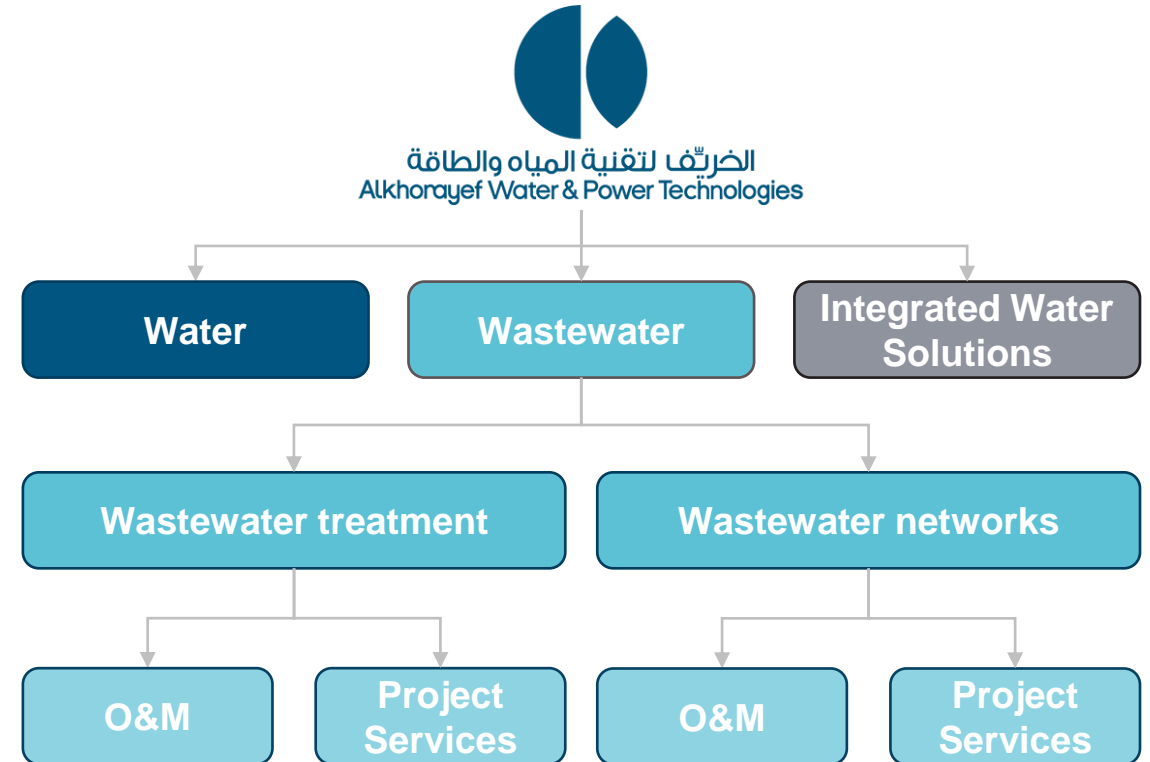 الخريّف لتقنية المياه والطاقة
Alkhorayef Water & Power Technologies
Water
Wastewater
Integrated Water
Solutions
Wastewater treatment
Wastewater networks
O&M
Project
Services
O&M
Project
Services